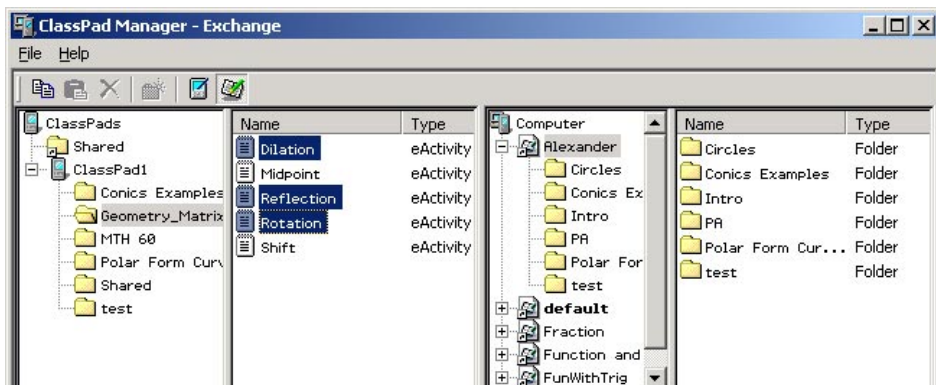 ClassPad Manager - Exchange
File Help
ClassPads
Shared
ClassPad1
Conics Examples
Geometry_Matrix
MTH 60
Polar Form Curv
Shared
test
Name Type
Dilation eActivity
Midpoint eActivity
Reflection eActivity
Rotation eActivity
Shift eActivity
Computer
Alexander
Circles
Conics Ex
Intro
PA
Polar For
test
default
Fraction
Function and
FunWithTrig
Name Type
Circles Folder
Conics Examples Folder
Intro Folder
PA Folder
Polar Form Cur... Folder
test Folder